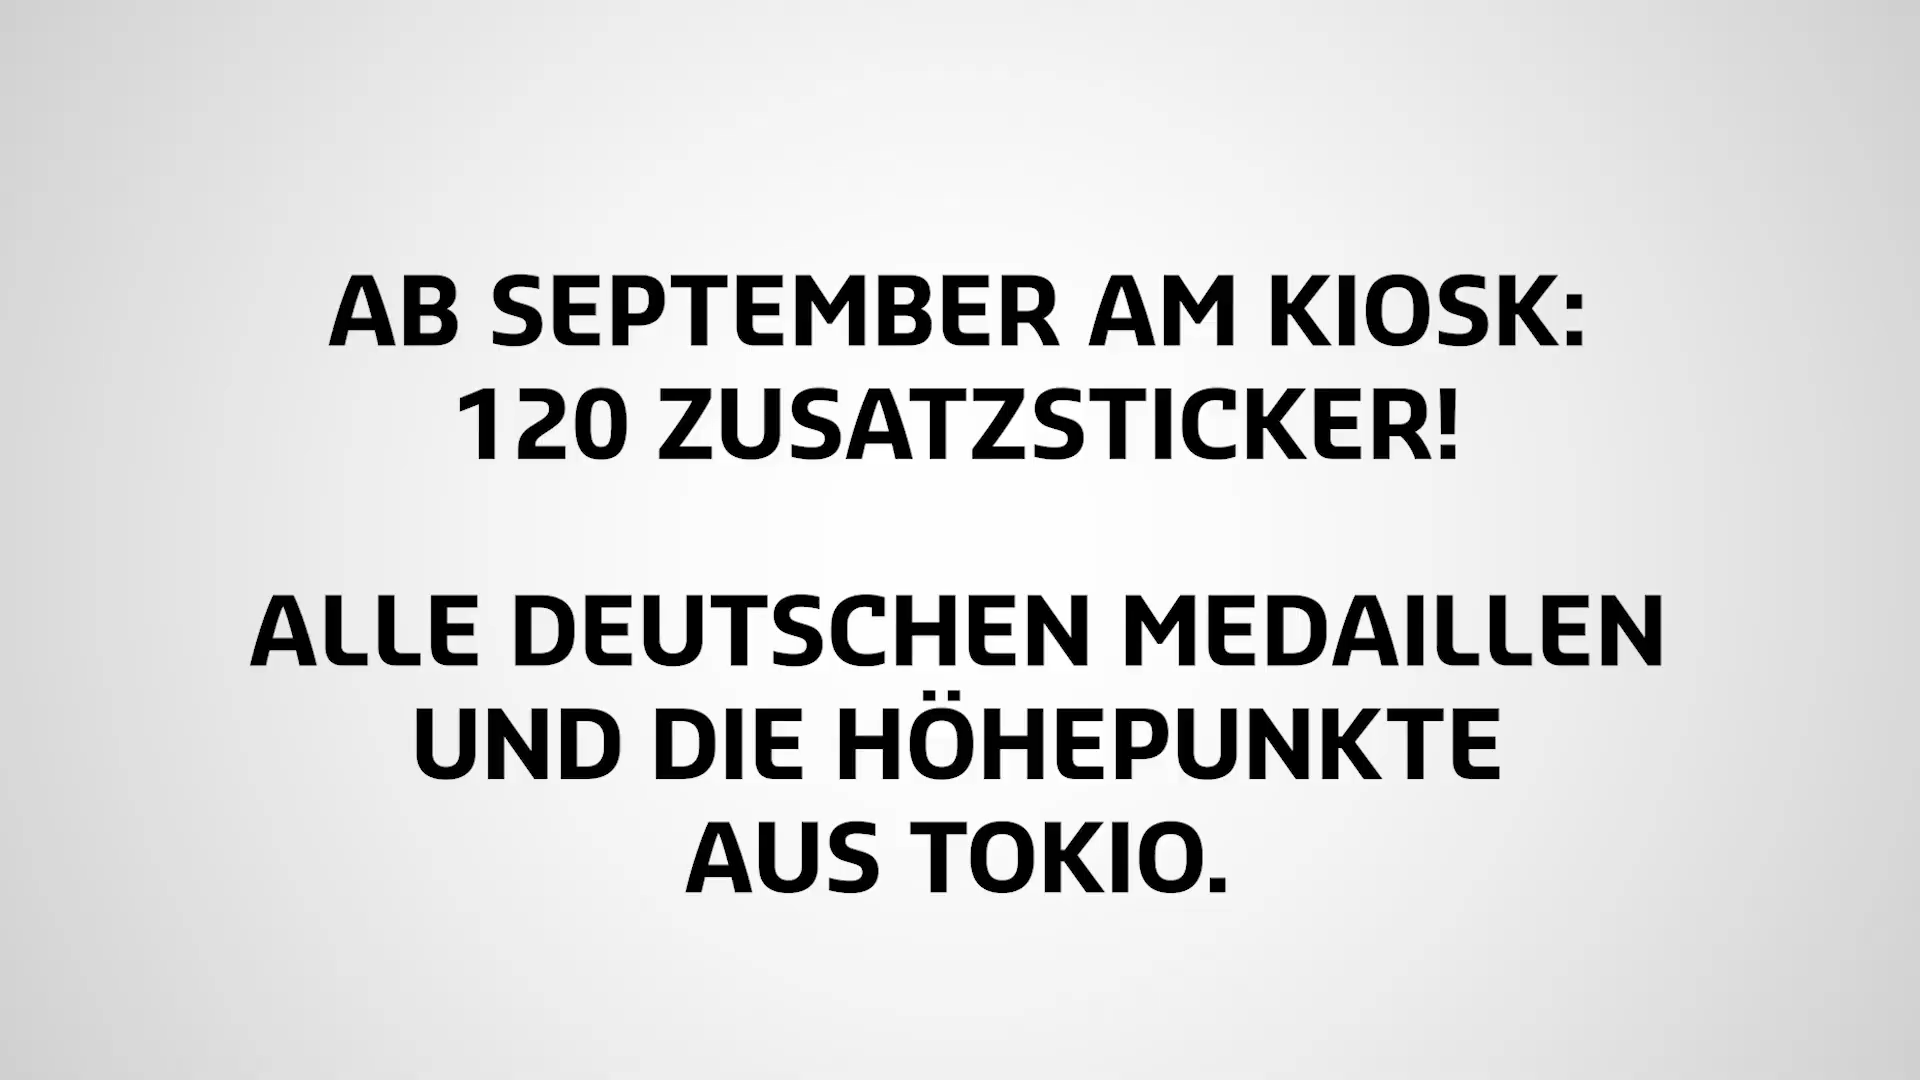 AB SEPTEMBER AM KIOSK:
120 ZUSATZSTICKER!
ALLE DEUTSCHEN MEDAILLEN
UND DIE HÖHEPUNKTE
AUS TOKIO.